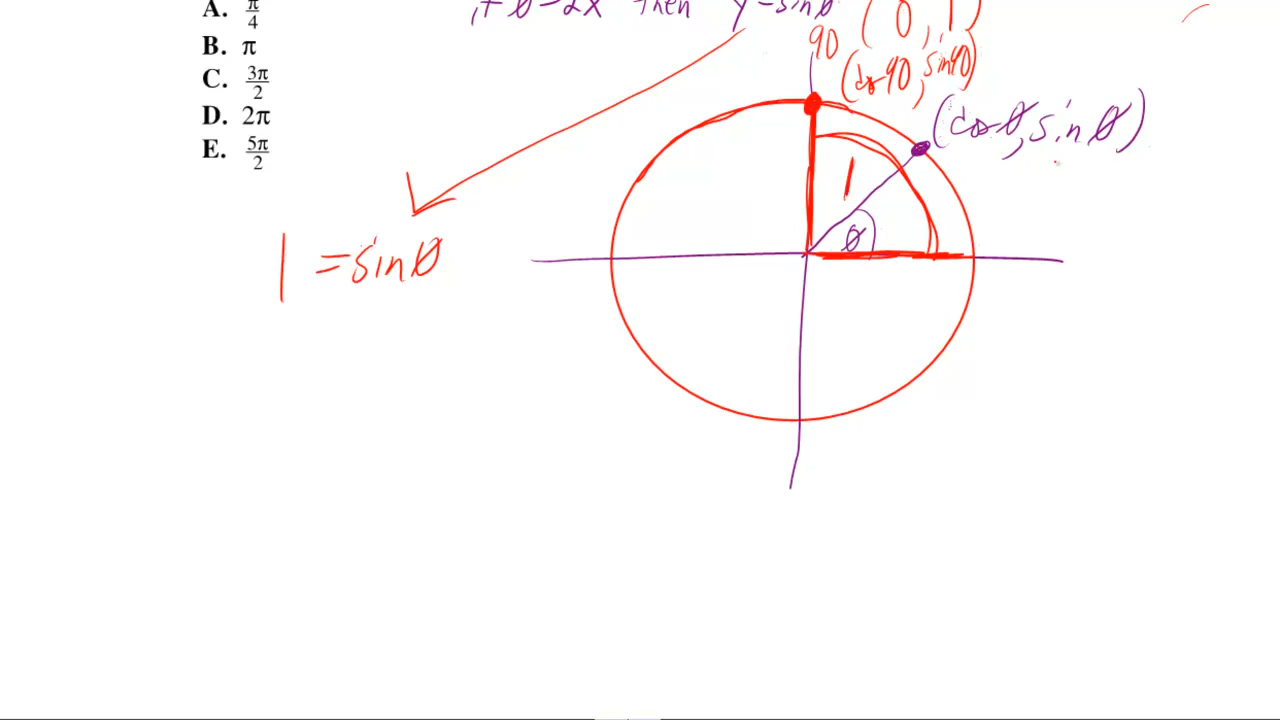 A. π/4
, if θ=2x then y=sinθ
(0, 1)
90
B. π
(cos90, sin90)
C. 3π/2
D. 2π
(cosθ, sinθ)
E. 5π/2
1
θ
1 = sinθ